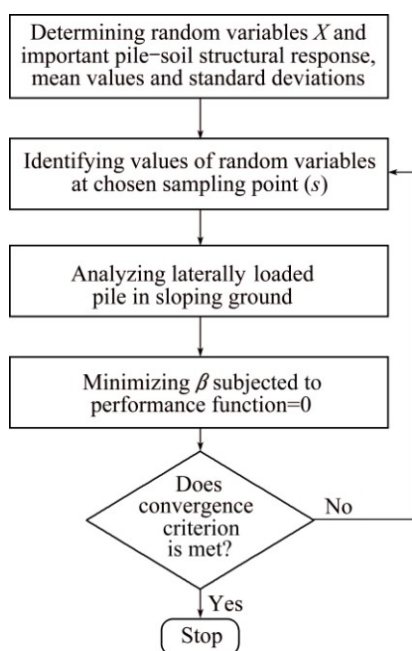 Determining random variables X and
important pile−soil structural response,
mean values and standard deviations
Identifying values of random variables
at chosen sampling point (s)
Analyzing laterally loaded
pile in sloping ground
Minimizing β subjected to
performance function=0
Does
convergence
criterion
is met?
No
Yes
Stop